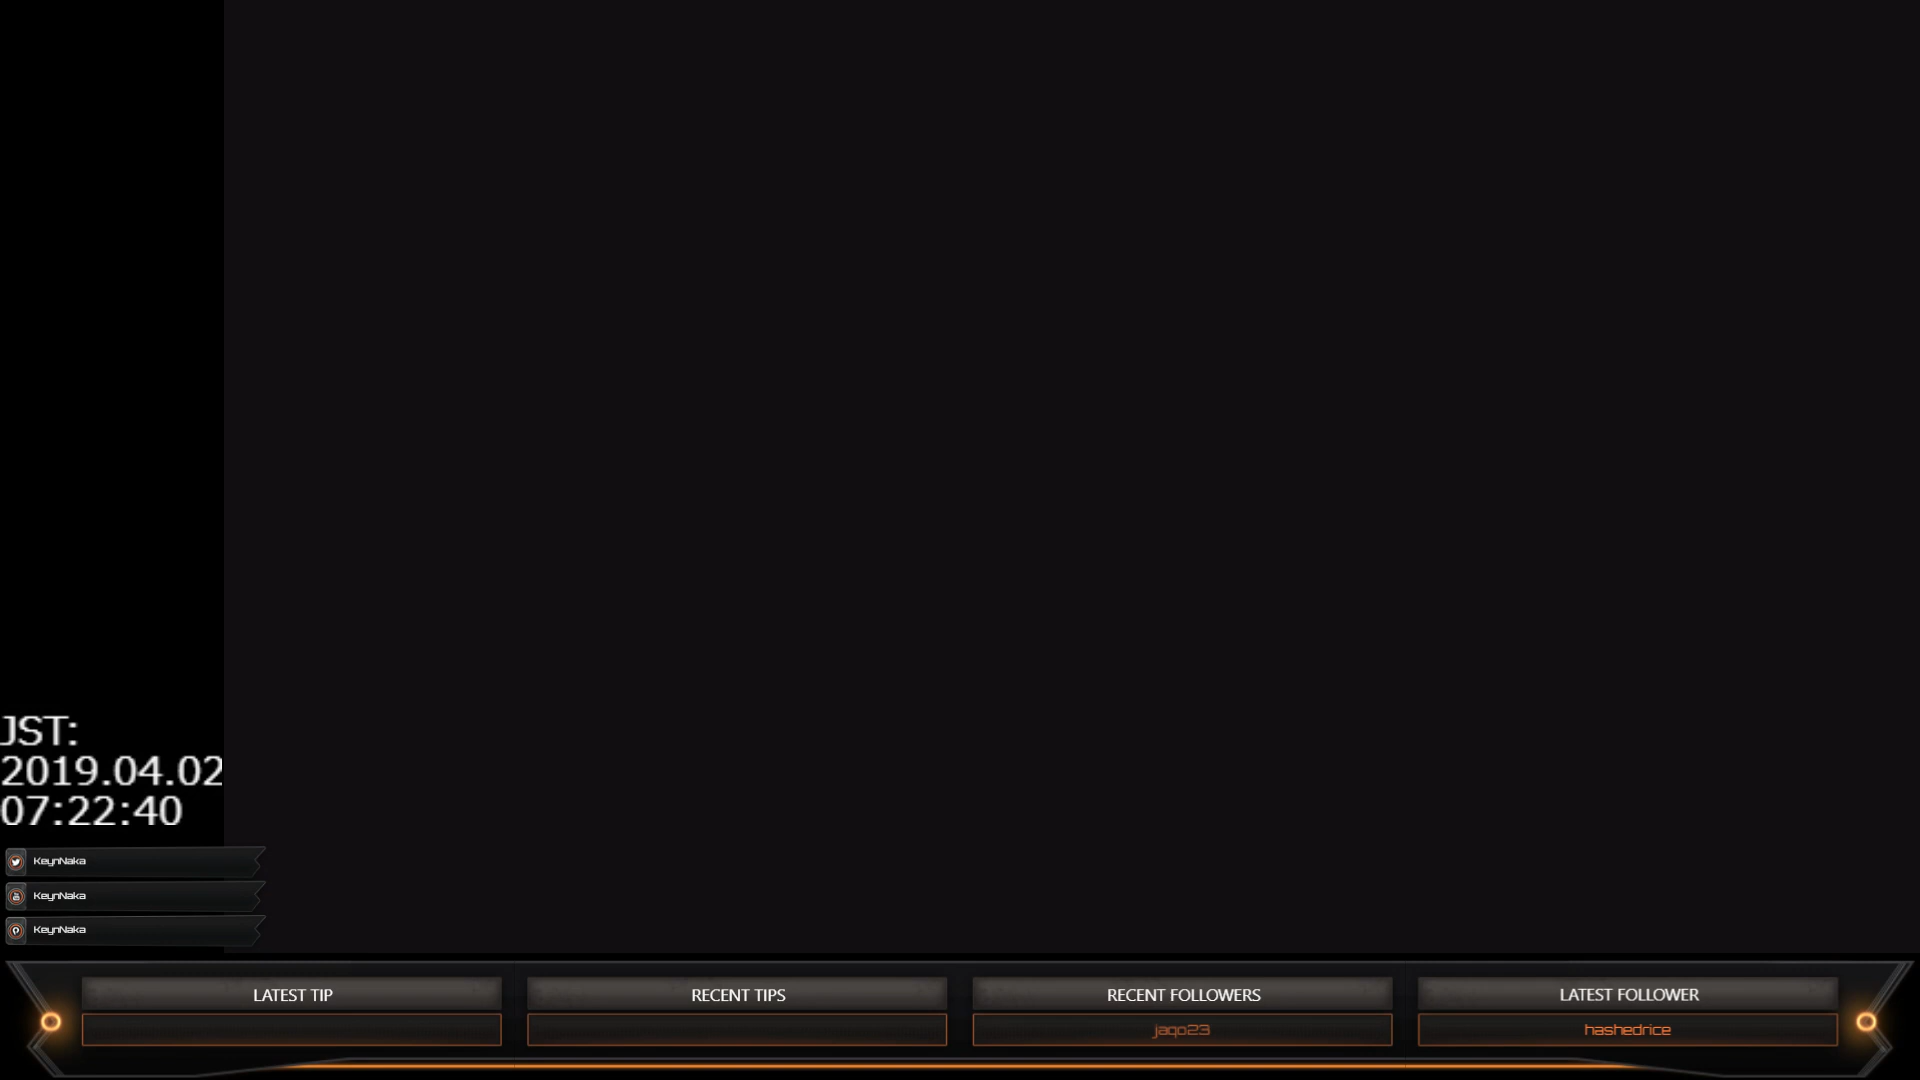 JST:
2019.04.02
07:22:40
KeynNaka
KeynNaka
KeynNaka
LATEST TIP
RECENT TIPS
RECENT FOLLOWERS
LATEST FOLLOWER
jaqo23
hashedrice